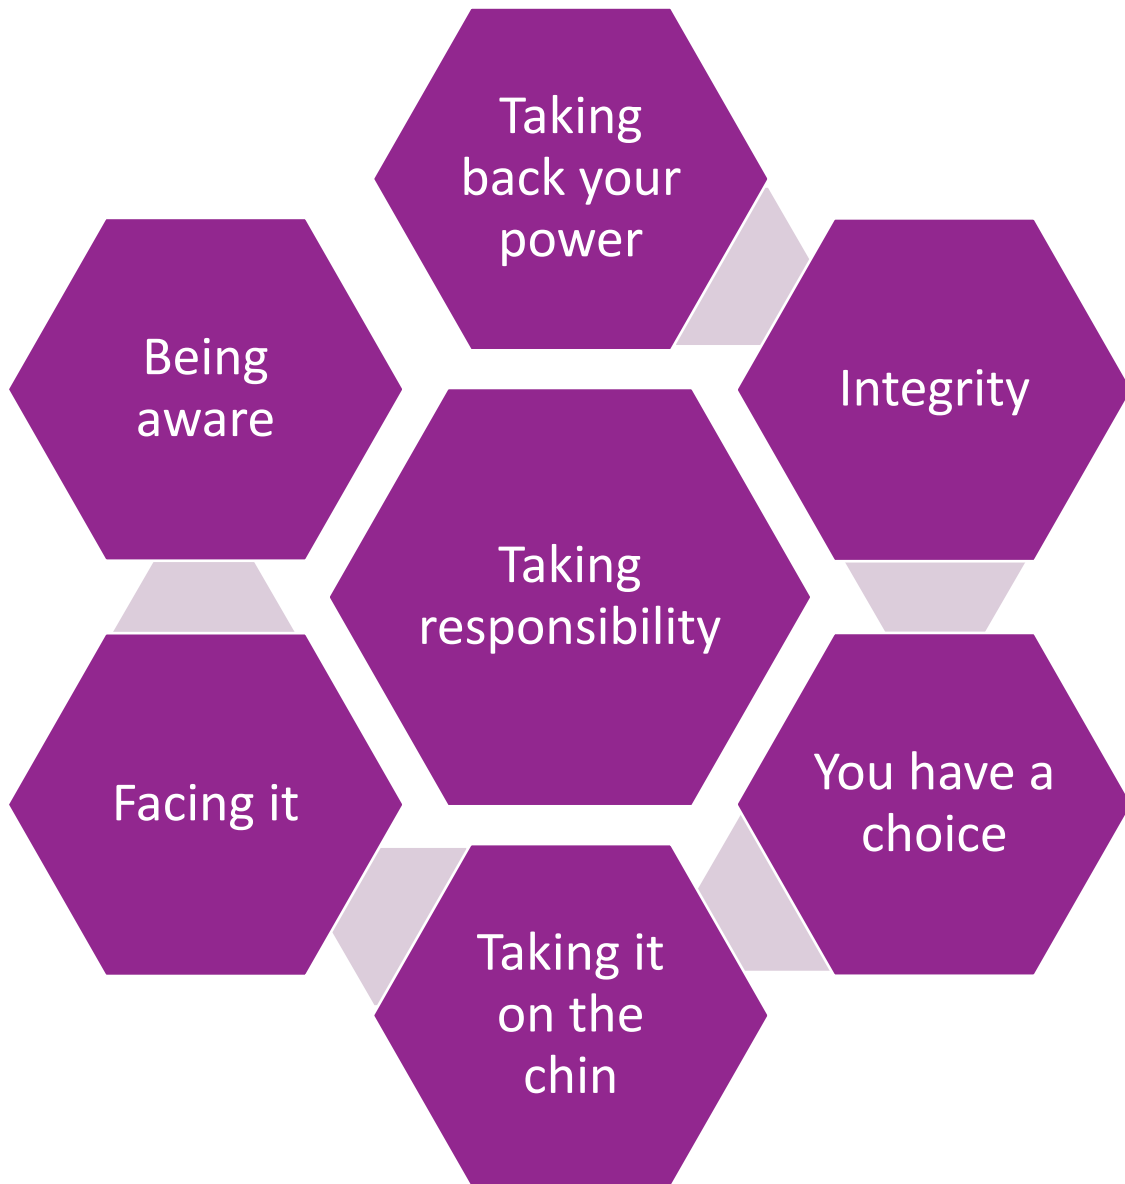 Taking
back your
power
Integrity
You have a
choice
Taking it
on the
chin
Facing it
Being
aware
Taking
responsibility